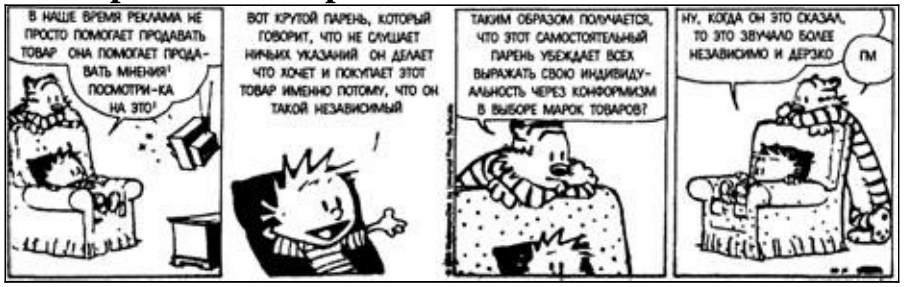 В НАШЕ ВРЕМЯ РЕКЛАМА НЕ
ПРОСТО ПОМОГАЕТ ПРОДАВАТЬ
ТОВАР ОНА ПОМОГАЕТ ПРОДА-
ВАТЬ МНЕНИЯ!
ПОСМОТРИ-КА
НА ЭТО!
ВОТ КРУТОЙ ПАРЕНЬ, КОТОРЫЙ
ГОВОРИТ, ЧТО НЕ СЛУШАЕТ
НИЧЬИХ УКАЗАНИЙ ОН ДЕЛАЕТ
ЧТО ХОЧЕТ И ПОКУПАЕТ ЭТОТ
ТОВАР ИМЕННО ПОТОМУ, ЧТО ОН
ТАКОЙ НЕЗАВИСИМЫЙ
ТАКИМ ОБРАЗОМ ПОЛУЧАЕТСЯ,
ЧТО ЭТОТ САМОСТОЯТЕЛЬНЫЙ
ПАРЕНЬ УБЕЖДАЕТ ВСЕХ
ВЫРАЖАТЬ СВОЮ ИНДИВИДУ-
АЛЬНОСТЬ ЧЕРЕЗ КОНФОРМИЗМ
В ВЫБОРЕ МАРОК ТОВАРОВ?
НУ, КОГДА ОН ЭТО СКАЗАЛ,
ТО ЭТО ЗВУЧАЛО БОЛЕЕ
НЕЗАВИСИМО И ДЕРЗКО
ГМ